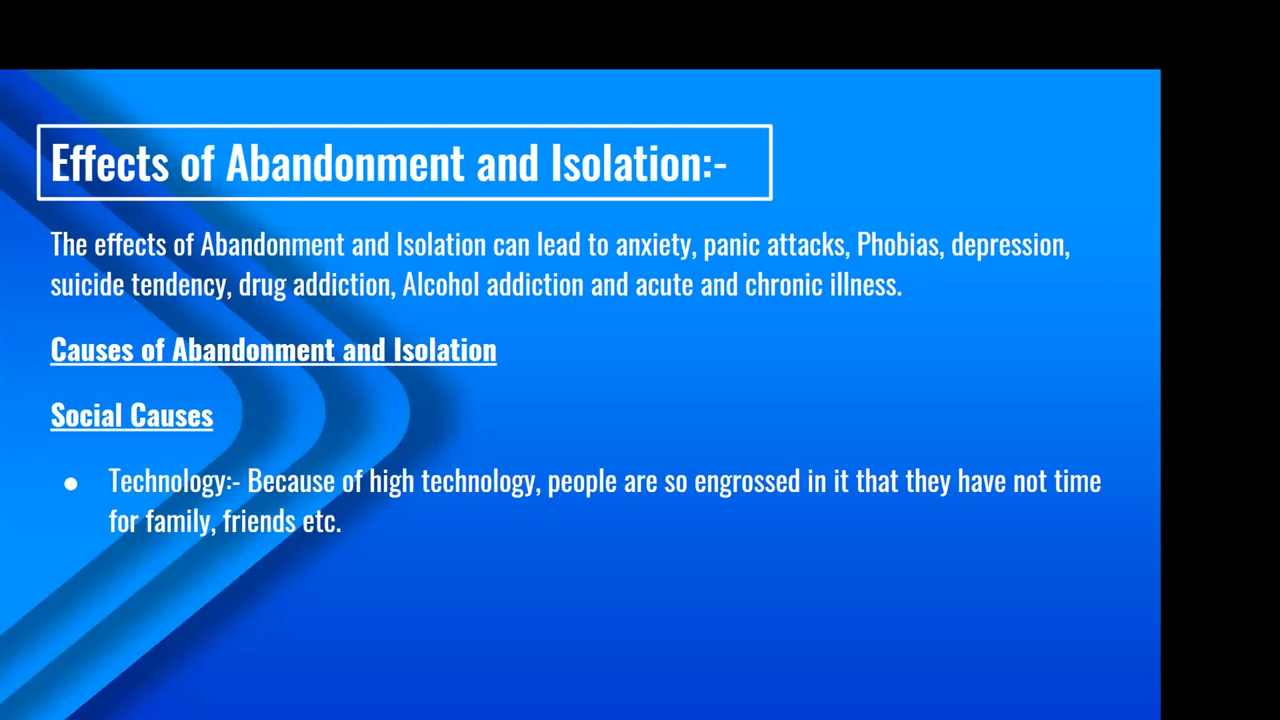 Effects of Abandonment and Isolation:-
The effects of Abandonment and Isolation can lead to anxiety, panic attacks, Phobias, depression,
suicide tendency, drug addiction, Alcohol addiction and acute and chronic illness.
Causes of Abandonment and Isolation
Social Causes
● Technology:- Because of high technology, people are so engrossed in it that they have not time
for family, friends etc.